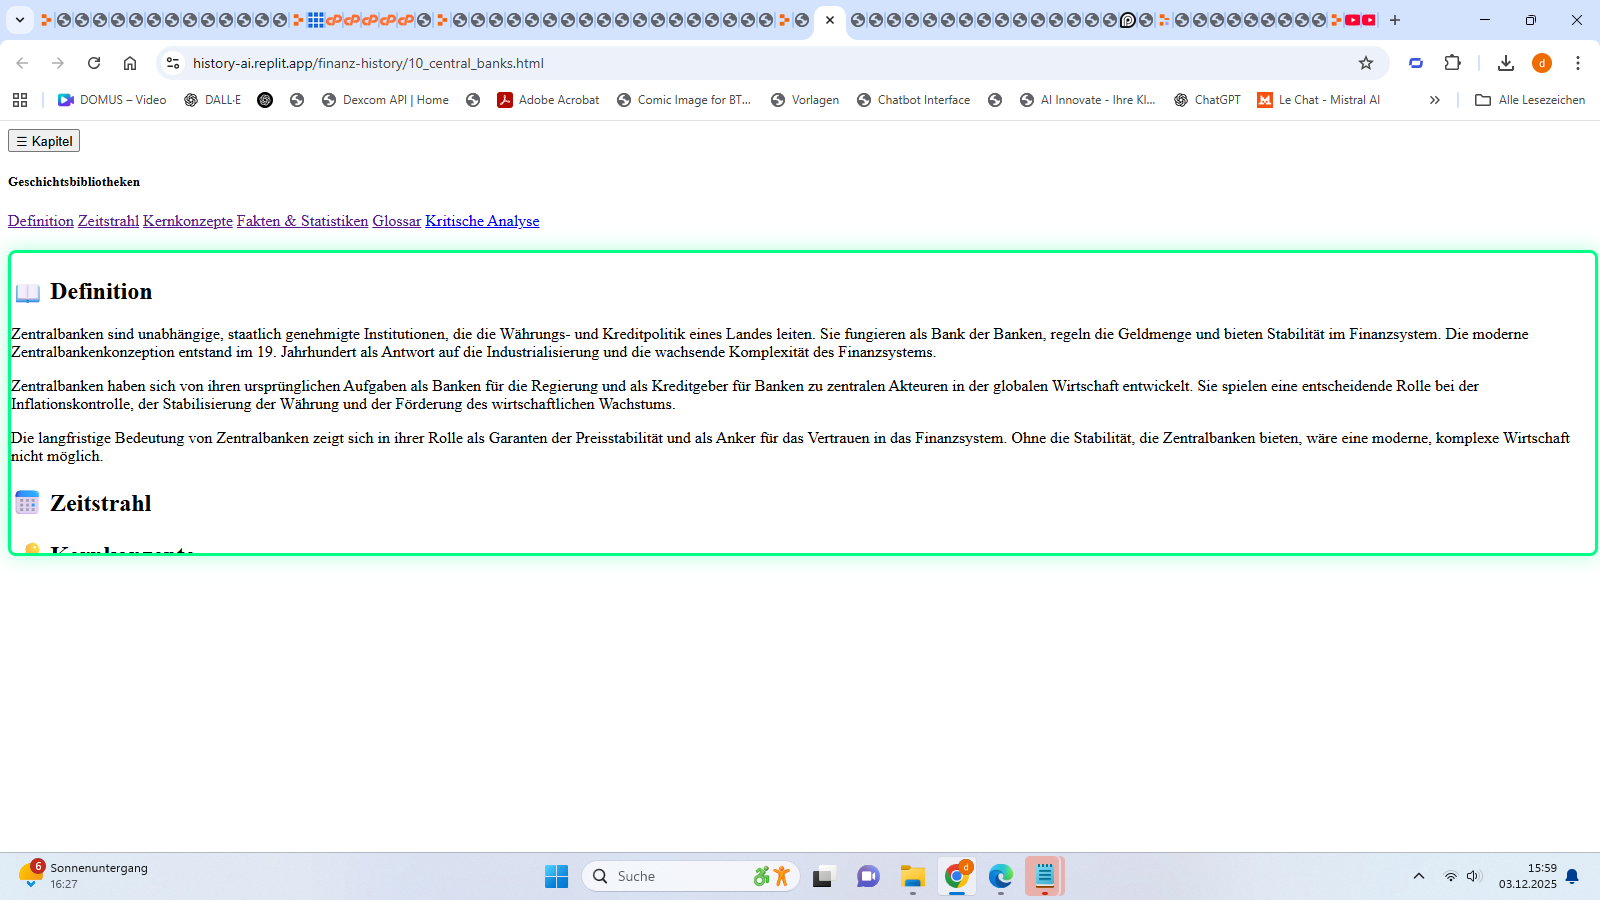 history-ai.replit.app/finanz-history/10_central_banks.html
d
DOMUS – Video
DALL·E
Dexcom API | Home
Adobe Acrobat
Comic Image for BT...
Vorlagen
Chatbot Interface
AI Innovate - Ihre KI...
ChatGPT
Le Chat - Mistral AI
Alle Lesezeichen
☰ Kapitel
Geschichtsbibliotheken
Definition Zeitstrahl Kernkonzepte Fakten & Statistiken Glossar Kritische Analyse
Definition
Zentralbanken sind unabhängige, staatlich genehmigte Institutionen, die die Währungs- und Kreditpolitik eines Landes leiten. Sie fungieren als Bank der Banken, regeln die Geldmenge und bieten Stabilität im Finanzsystem. Die moderne
Zentralbankenkonzeption entstand im 19. Jahrhundert als Antwort auf die Industrialisierung und die wachsende Komplexität des Finanzsystems.
Zentralbanken haben sich von ihren ursprünglichen Aufgaben als Banken für die Regierung und als Kreditgeber für Banken zu zentralen Akteuren in der globalen Wirtschaft entwickelt. Sie spielen eine entscheidende Rolle bei der
Inflationskontrolle, der Stabilisierung der Währung und der Förderung des wirtschaftlichen Wachstums.
Die langfristige Bedeutung von Zentralbanken zeigt sich in ihrer Rolle als Garanten der Preisstabilität und als Anker für das Vertrauen in das Finanzsystem. Ohne die Stabilität, die Zentralbanken bieten, wäre eine moderne, komplexe Wirtschaft
nicht möglich.
Zeitstrahl
Kernkonzepte
6
Sonnenuntergang
16:27
Suche
d
15:59
03.12.2025